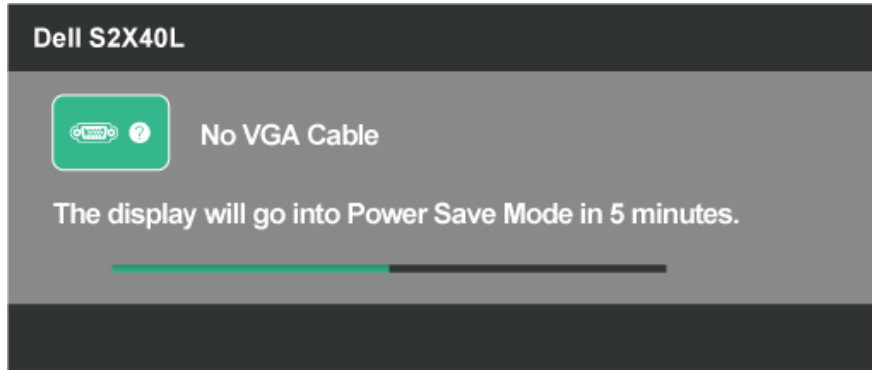 Dell S2X40L
No VGA Cable
The display will go into Power Save Mode in 5 minutes.